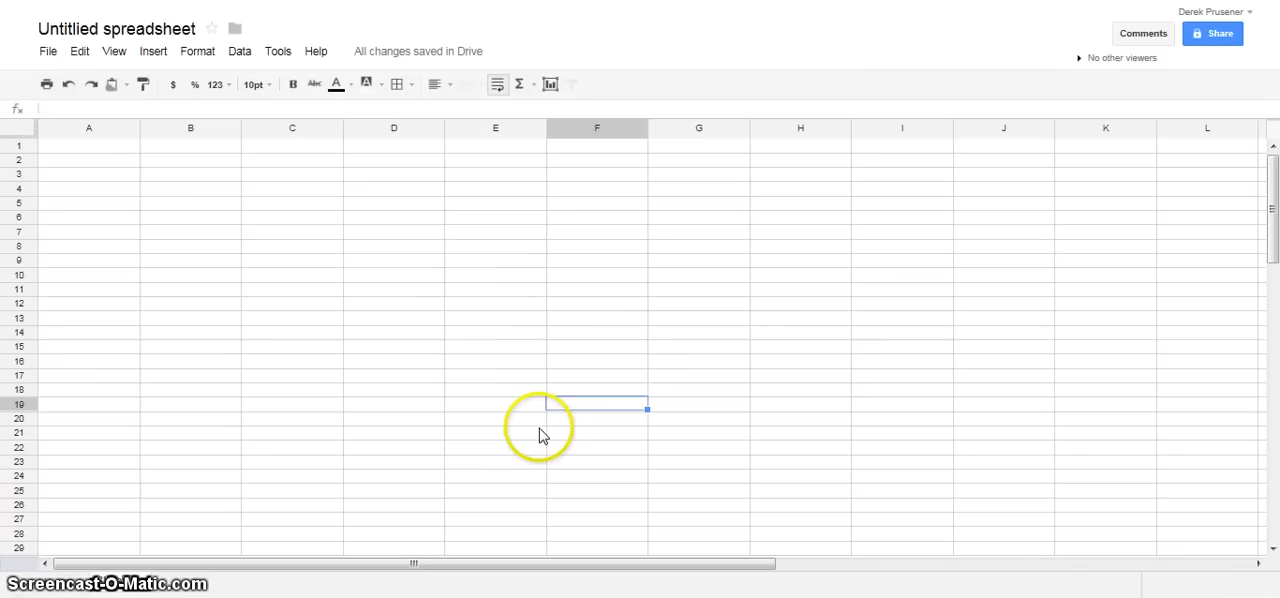 Derek Prusener
Untitlied spreadsheet
Comments
Share
File Edit View Insert Format Data Tools Help All changes saved in Drive
No other viewers
$ % 123 10pt B Abc A A Σ
fx
A B C D E F G H I J K L
1
2
3
4
5
6
7
8
9
10
11
12
13
14
15
16
17
18
19
20
21
22
23
24
25
26
27
28
29
Screencast-O-Matic.com